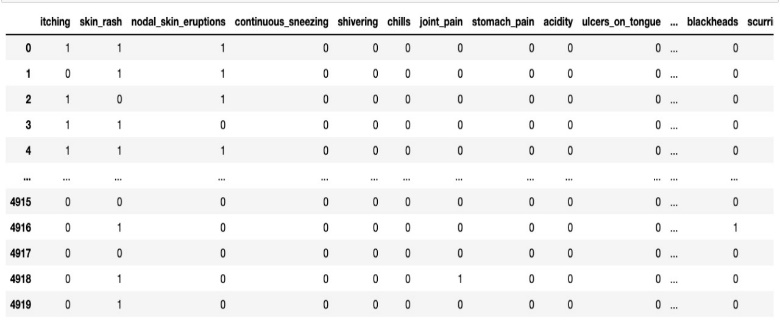 itching skin_rash nodal_skin_eruptions continuous_sneezing shivering chills joint_pain stomach_pain acidity ulcers_on_tongue ... blackheads scurri
0 1 1 1 0 0 0 0 0 0 0 ... 0
1 0 1 1 0 0 0 0 0 0 0 ... 0
2 1 0 1 0 0 0 0 0 0 0 ... 0
3 1 1 0 0 0 0 0 0 0 0 ... 0
4 1 1 1 0 0 0 0 0 0 0 ... 0
... ... ... ... ... ... ... ... ... ... ... ... ...
4915 0 0 0 0 0 0 0 0 0 0 ... 0
4916 0 1 0 0 0 0 0 0 0 0 ... 1
4917 0 0 0 0 0 0 0 0 0 0 ... 0
4918 0 1 0 0 0 0 1 0 0 0 ... 0
4919 0 1 0 0 0 0 0 0 0 0 ... 0